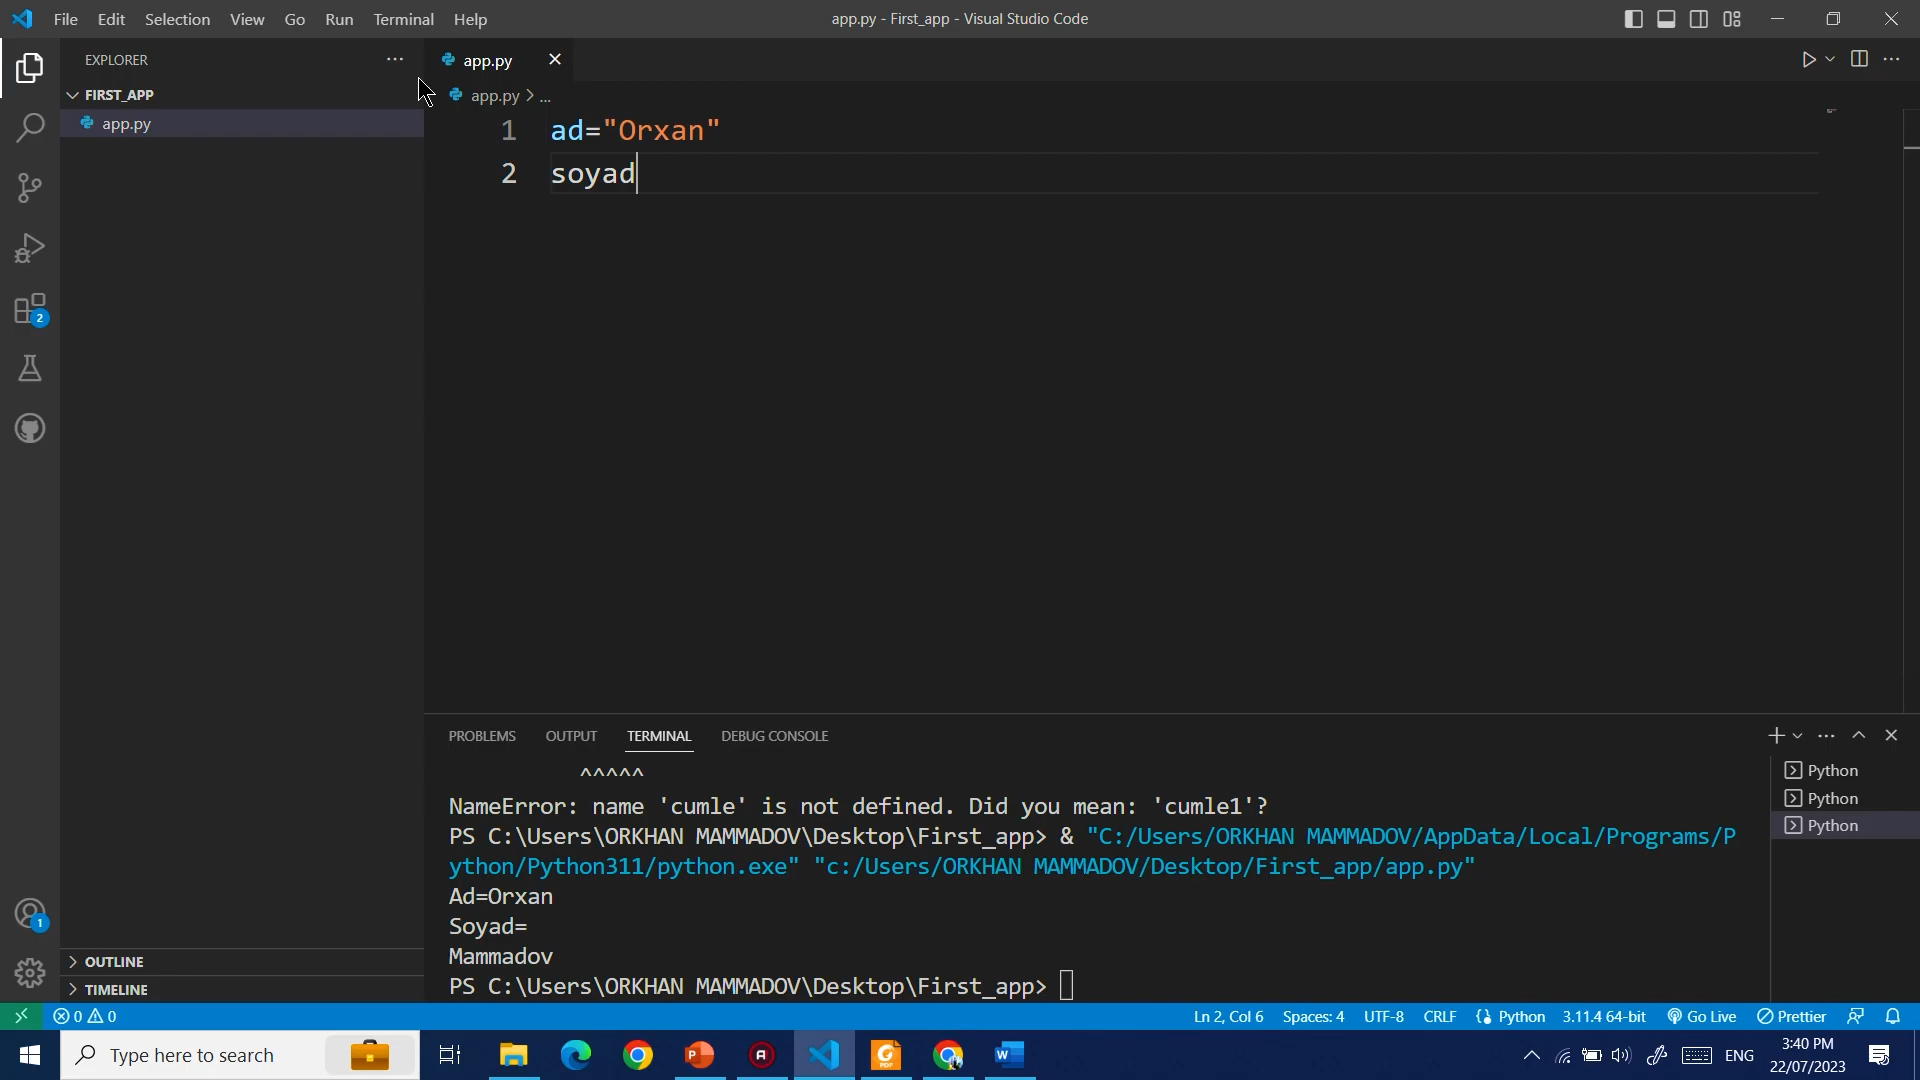 File Edit Selection View Go Run Terminal Help
app.py - First_app - Visual Studio Code
EXPLORER
FIRST_APP
app.py
app.py
app.py > ...
1 ad="Orxan"
2 soyad
2
1
OUTLINE
TIMELINE
PROBLEMS OUTPUT TERMINAL DEBUG CONSOLE
^^^^^
NameError: name 'cumle' is not defined. Did you mean: 'cumle1'?
PS C:\Users\ORKHAN MAMMADOV\Desktop\First_app> & "C:/Users/ORKHAN MAMMADOV/AppData/Local/Programs/P
ython/Python311/python.exe" "c:/Users/ORKHAN MAMMADOV/Desktop/First_app/app.py"
Ad=Orxan
Soyad=
Mammadov
PS C:\Users\ORKHAN MAMMADOV\Desktop\First_app>
Python
Python
Python
0 0
Ln 2, Col 6 Spaces: 4 UTF-8 CRLF Python 3.11.4 64-bit Go Live Prettier
Type here to search
ENG
3:40 PM
22/07/2023